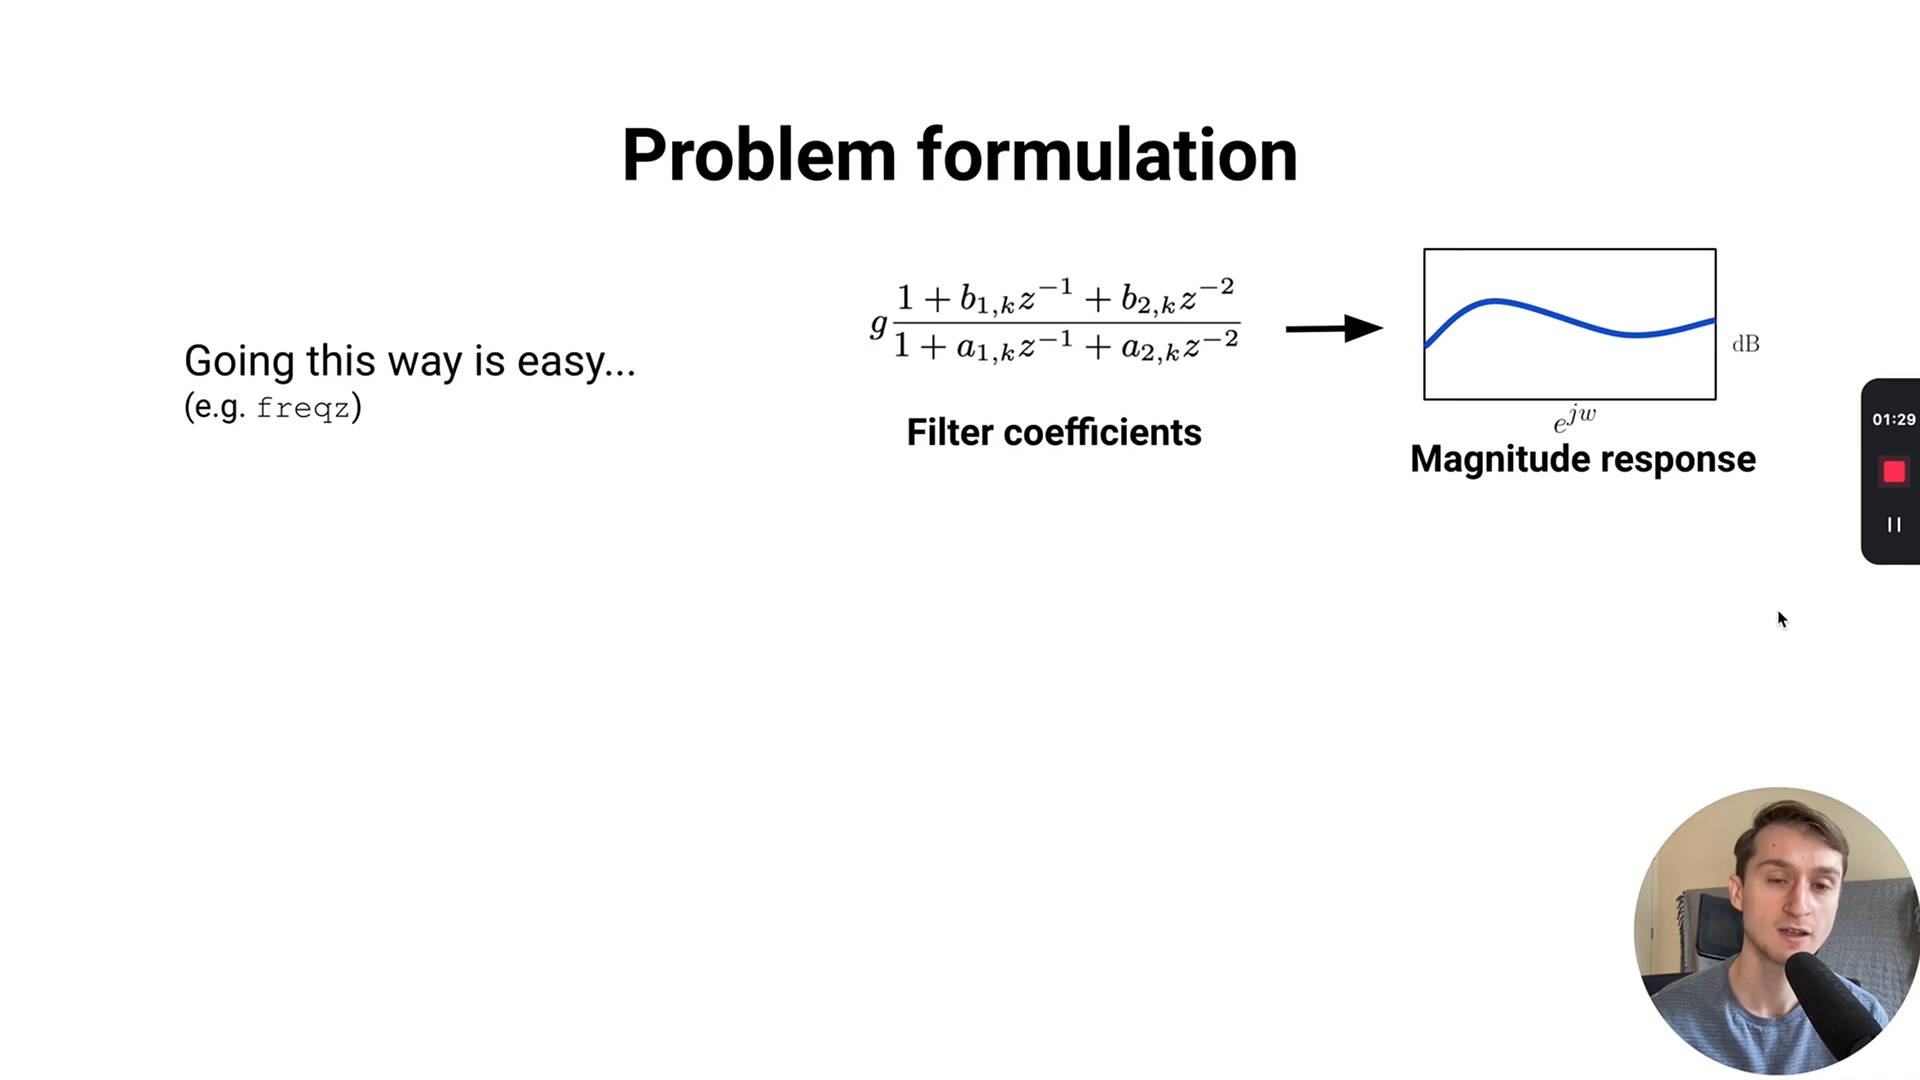 Problem formulation
Going this way is easy...
(e.g. freqz)
g \frac{1 + b_{1,k}z^{-1} + b_{2,k}z^{-2}}{1 + a_{1,k}z^{-1} + a_{2,k}z^{-2}}
Filter coefficients
dB
e^{jw}
Magnitude response
01:29